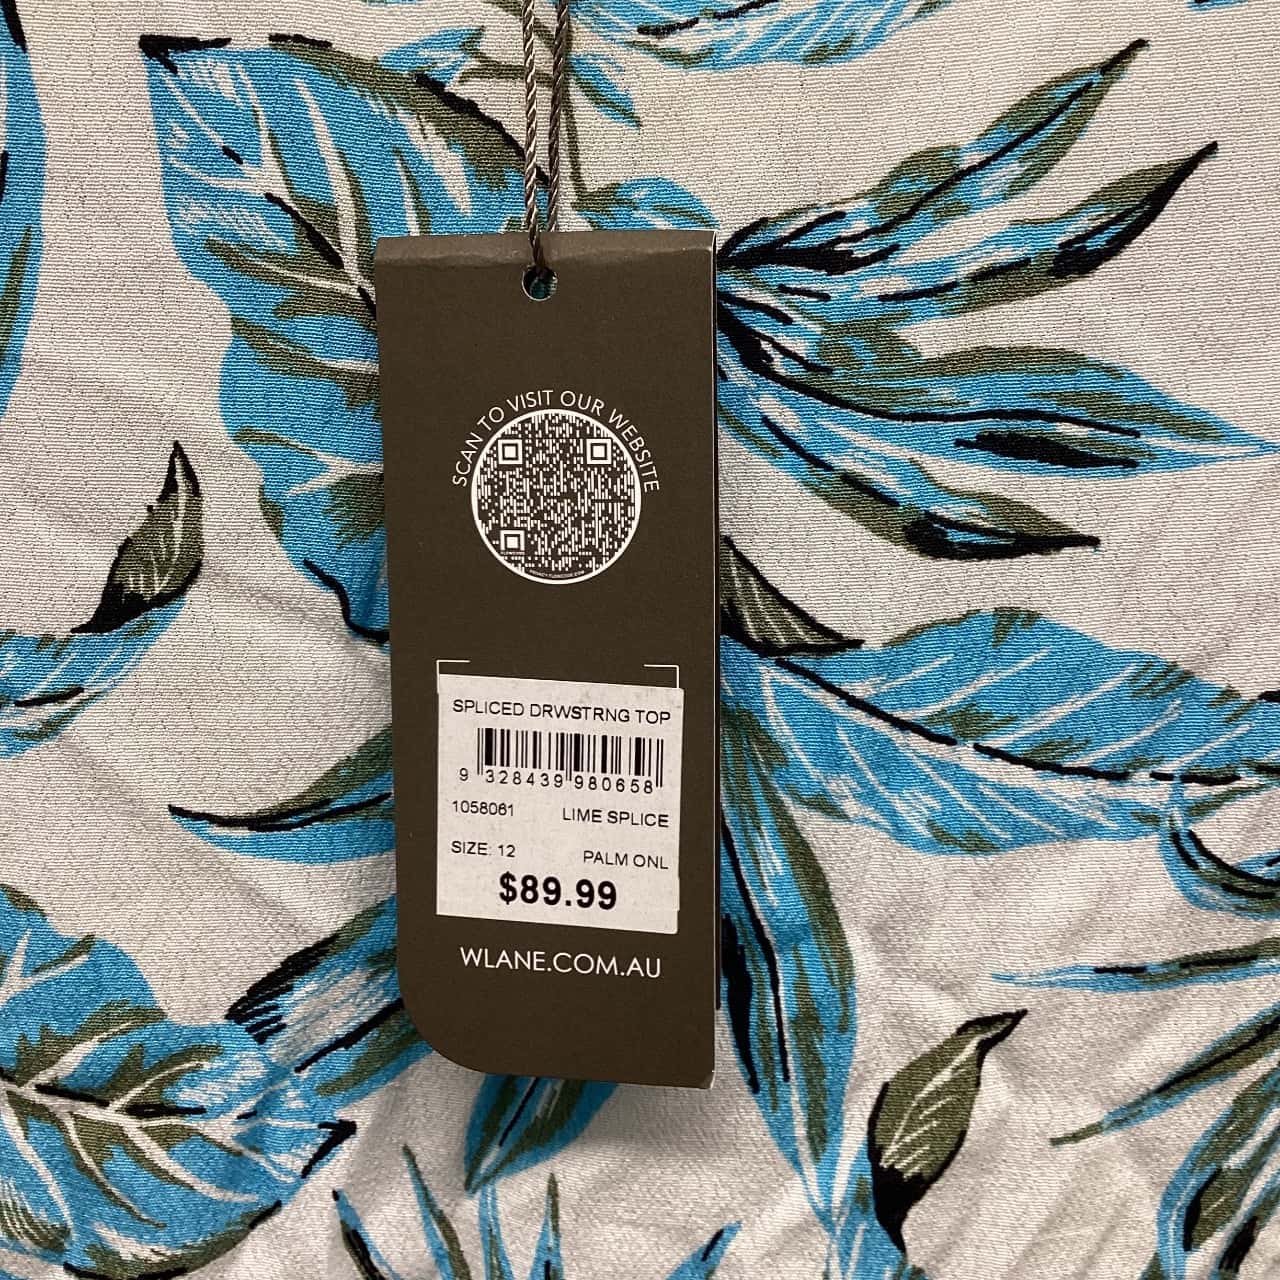 SCAN TO VISIT OUR WEBSITE
SPLICED DRWSTRNG TOP
9 328439 980658
1058061 LIME SPLICE
SIZE: 12 PALM ONL
$89.99
WLANE.COM.AU